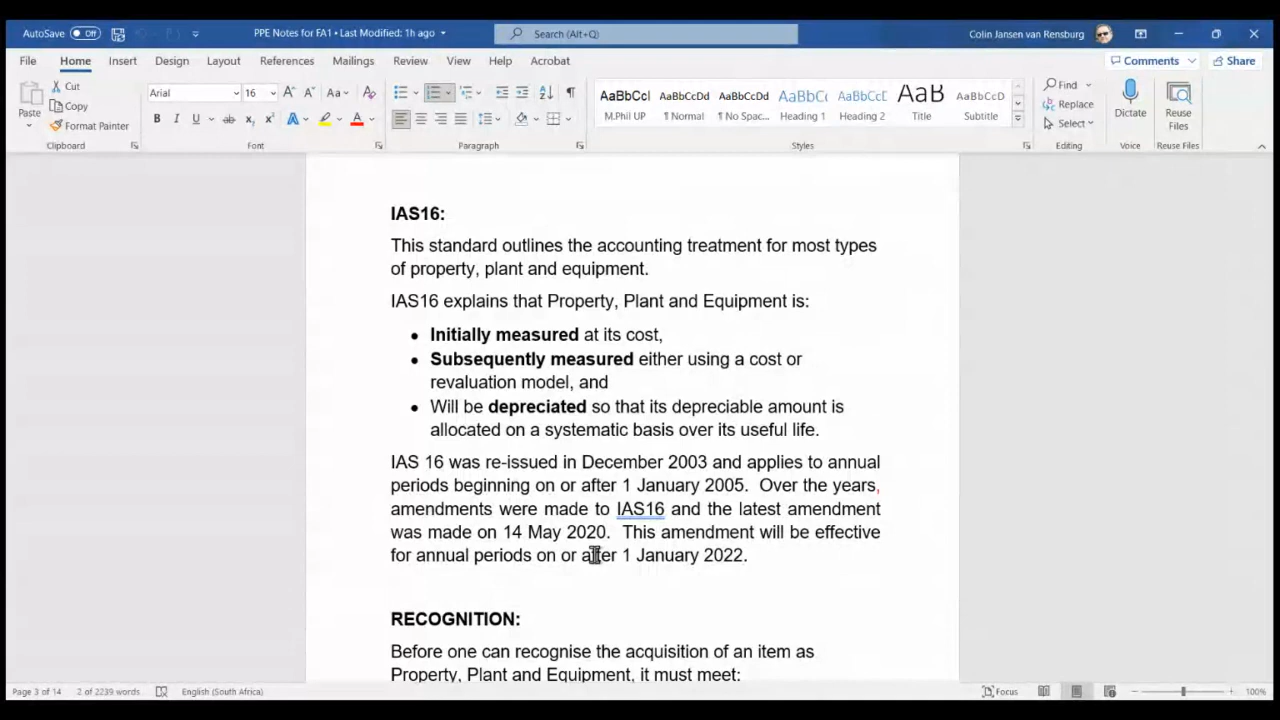 AutoSave Off PPE Notes for FA1 • Last Modified: 1h ago Search (Alt+Q) Colin Jansen van Rensburg
File Home Insert Design Layout References Mailings Review View Help Acrobat Comments Share
Paste
Cut
Copy
Format Painter
Clipboard
Arial 16
Font
Paragraph
AaBbCcI AaBbCcDd AaBbCcDd AaBbCc AaBbCcD AaB AaBbCcD
M.Phil UP ¶ Normal ¶ No Spac... Heading 1 Heading 2 Title Subtitle
Styles
Find
Replace
Select
Editing
Dictate
Voice
Reuse
Files
Reuse Files
IAS16:
This standard outlines the accounting treatment for most types
of property, plant and equipment.
IAS16 explains that Property, Plant and Equipment is:
• Initially measured at its cost,
• Subsequently measured either using a cost or
revaluation model, and
• Will be depreciated so that its depreciable amount is
allocated on a systematic basis over its useful life.
IAS 16 was re-issued in December 2003 and applies to annual
periods beginning on or after 1 January 2005. Over the years,
amendments were made to IAS16 and the latest amendment
was made on 14 May 2020. This amendment will be effective
for annual periods on or after 1 January 2022.
RECOGNITION:
Before one can recognise the acquisition of an item as
Property, Plant and Equipment, it must meet:
Page 3 of 14 2 of 2239 words English (South Africa) Focus 100%